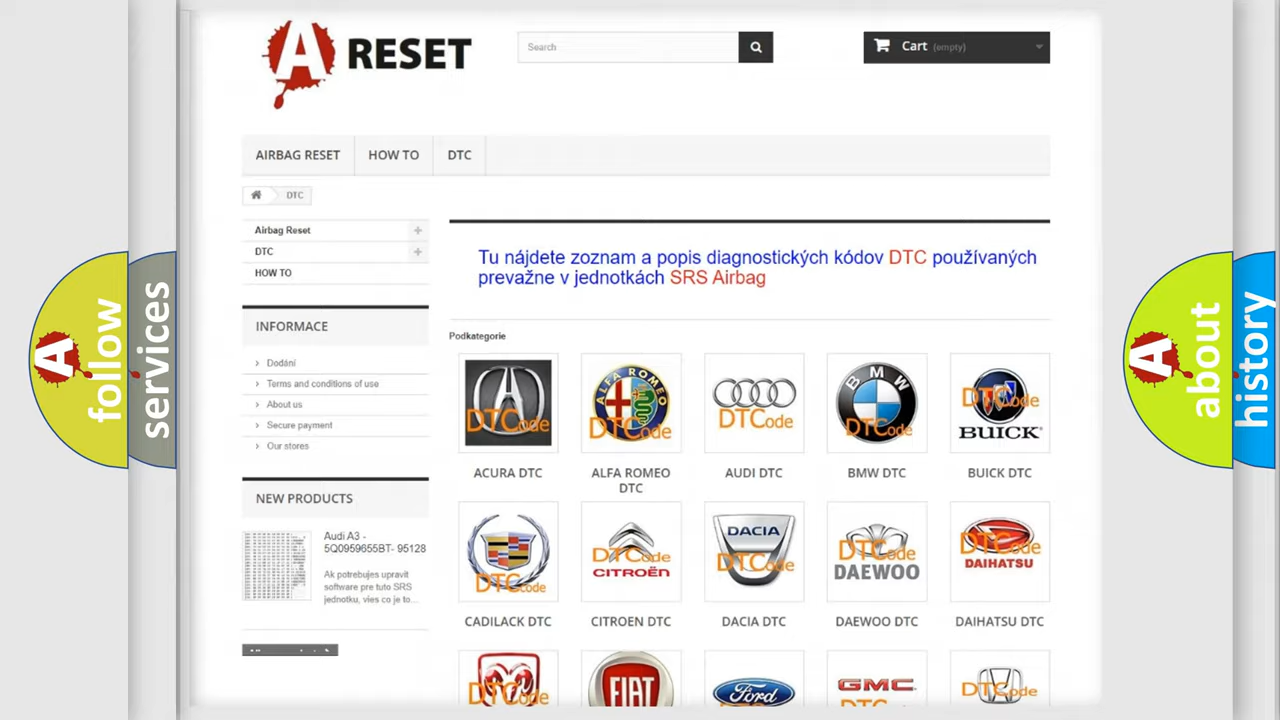 A RESET
Search
Cart (empty)
AIRBAG RESET
HOW TO
DTC
DTC
Airbag Reset
DTC
HOW TO
INFORMACE
Dodání
Terms and conditions of use
About us
Secure payment
Our stores
NEW PRODUCTS
Audi A3 -
5Q0959655BT- 95128
Ak potrebujes upravit
software pre tuto SRS
jednotku, vies co je to...
Tu nájdete zoznam a popis diagnostických kódov DTC používaných
prevažne v jednotkách SRS Airbag
Podkategorie
DTCode
ALFA ROMEO
DTCode
DTCode
BMW
DTCode
DTCode
BUICK
ACURA DTC
ALFA ROMEO
DTC
AUDI DTC
BMW DTC
BUICK DTC
DTCode
DTCode
CITROËN
DACIA
DTCode
DTCode
DAEWOO
DTCode
DAIHATSU
CADILACK DTC
CITROEN DTC
DACIA DTC
DAEWOO DTC
DAIHATSU DTC
DTCode
FIAT
Ford
GMC
DTCode
A follow
services
A about
history